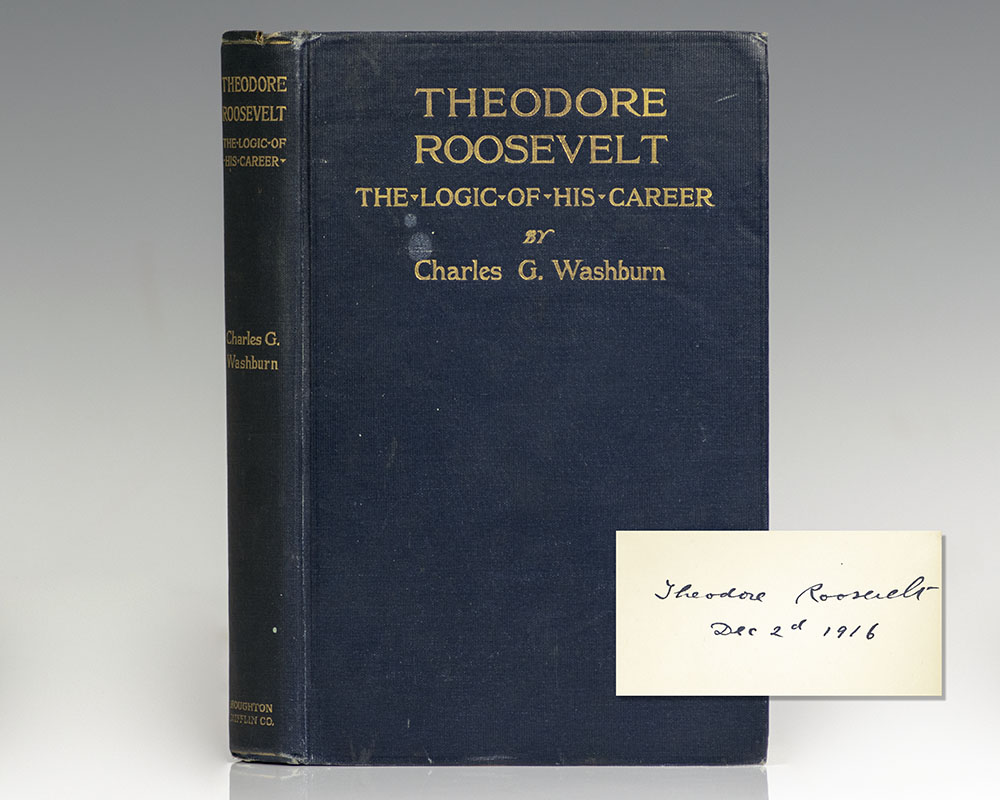 THEODORE
ROOSEVELT
THE▾LOGIC▾OF
▾HIS▾CAREER▾
Charles G.
Washburn
HOUGHTON
MIFFLIN CO.
THEODORE
ROOSEVELT
THE▾LOGIC▾OF▾HIS▾CAREER
BY
Charles G. Washburn
Theodore Roosevelt
Dec 2d 1916